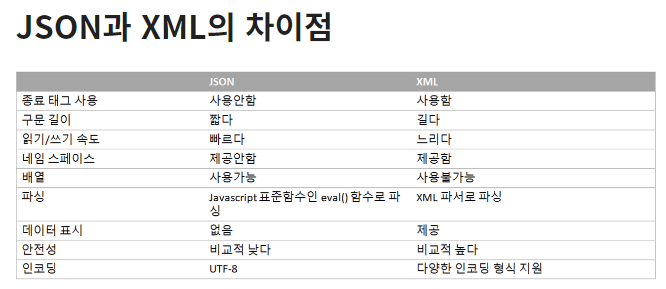 JSON과 XML의 차이점
JSON XML
종료 태그 사용 사용안함 사용함
구문 길이 짧다 길다
읽기/쓰기 속도 빠르다 느리다
네임 스페이스 제공안함 제공함
배열 사용가능 사용불가능
파싱 Javascript 표준함수인 eval() 함수로 파 XML 파서로 파싱
싱
데이터 표시 없음 제공
안전성 비교적 낮다 비교적 높다
인코딩 UTF-8 다양한 인코딩 형식 지원